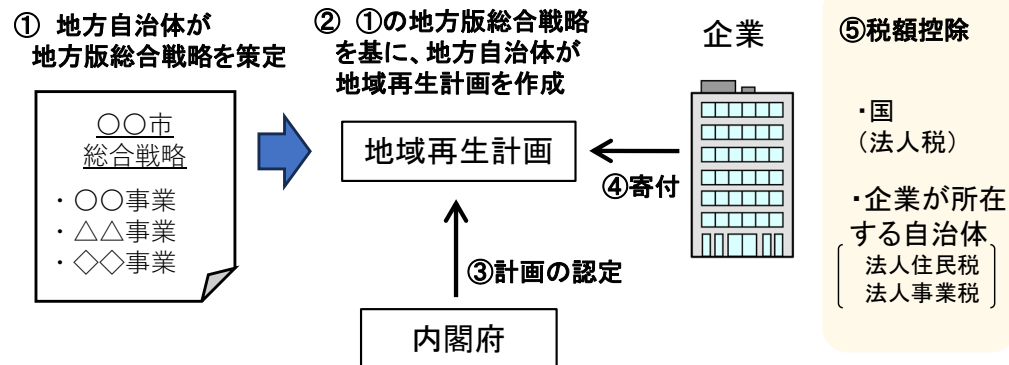 ① 地方自治体が
地方版総合戦略を策定
〇〇市
総合戦略
・〇〇事業
・△△事業
・◇◇事業
② ①の地方版総合戦略
を基に、地方自治体が
地域再生計画を作成
地域再生計画
③計画の認定
内閣府
④寄付
企業
⑤税額控除
・国
（法人税）
・企業が所在
する自治体
法人住民税
法人事業税